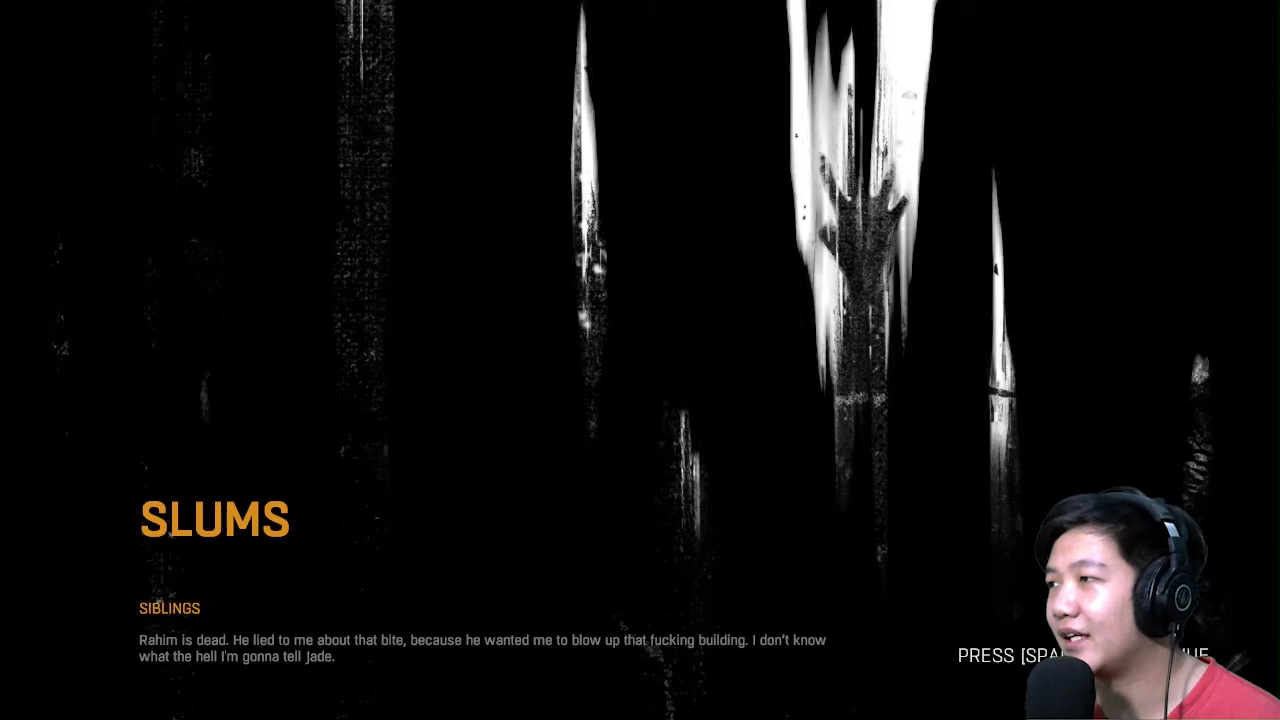 SLUMS
SIBLINGS
Rahim is dead. He lied to me about that bite, because he wanted me to blow up that fucking building. I don't know
what the hell I'm gonna tell Jade.
PRESS